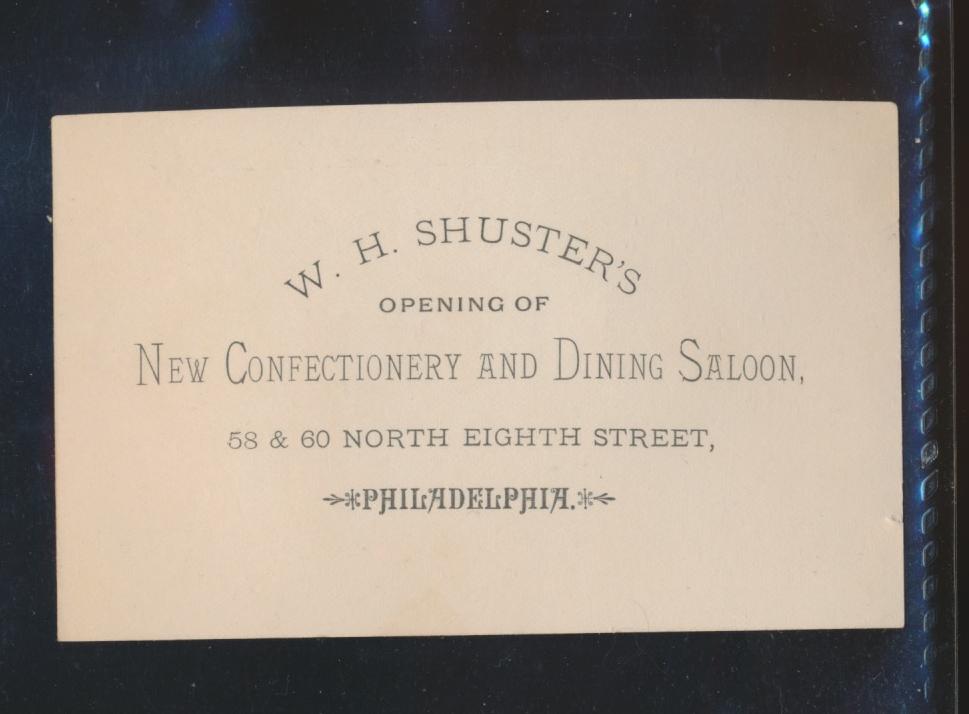 W. H. SHUSTER'S
OPENING OF
NEW CONFECTIONERY AND DINING SALOON,
58 & 60 NORTH EIGHTH STREET,
PHILADELPHIA.